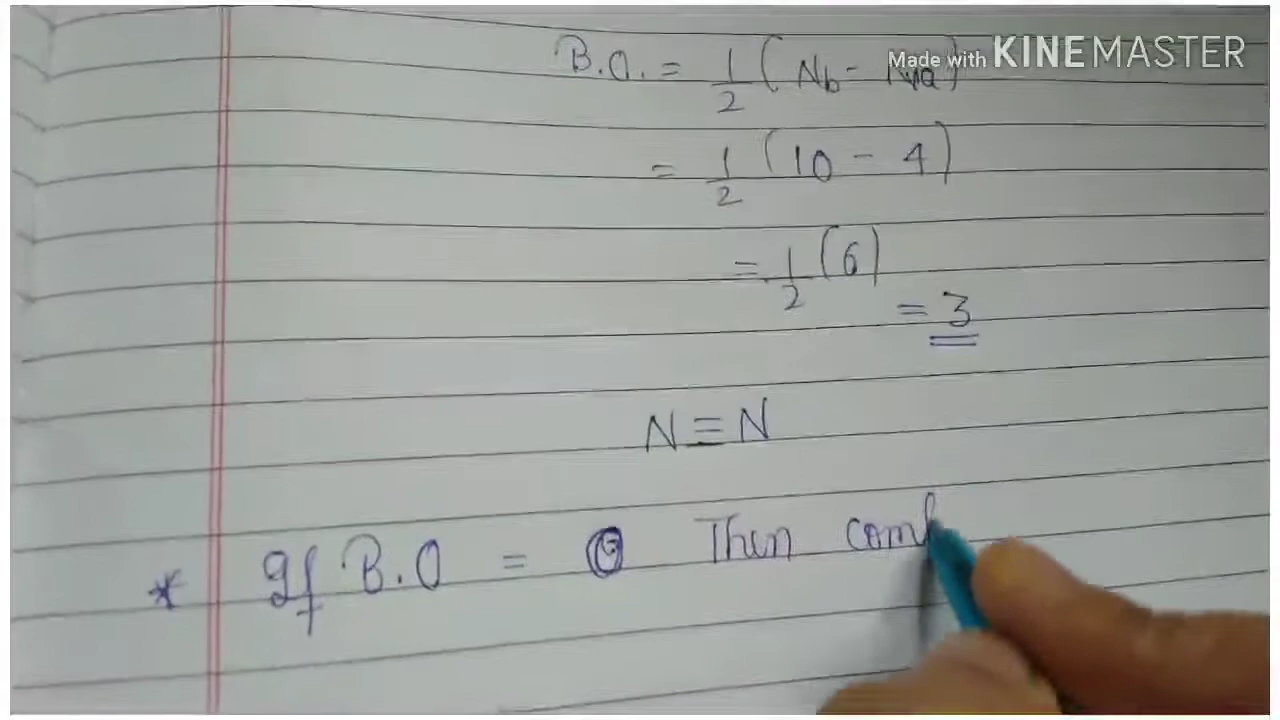 B.O. = 1/2 ( Nb - Na )
Made with KINEMASTER
= 1/2 ( 10 - 4 )
= 1/2 ( 6 )
= 3
N ≡ N
* If B.O = 0 Then com